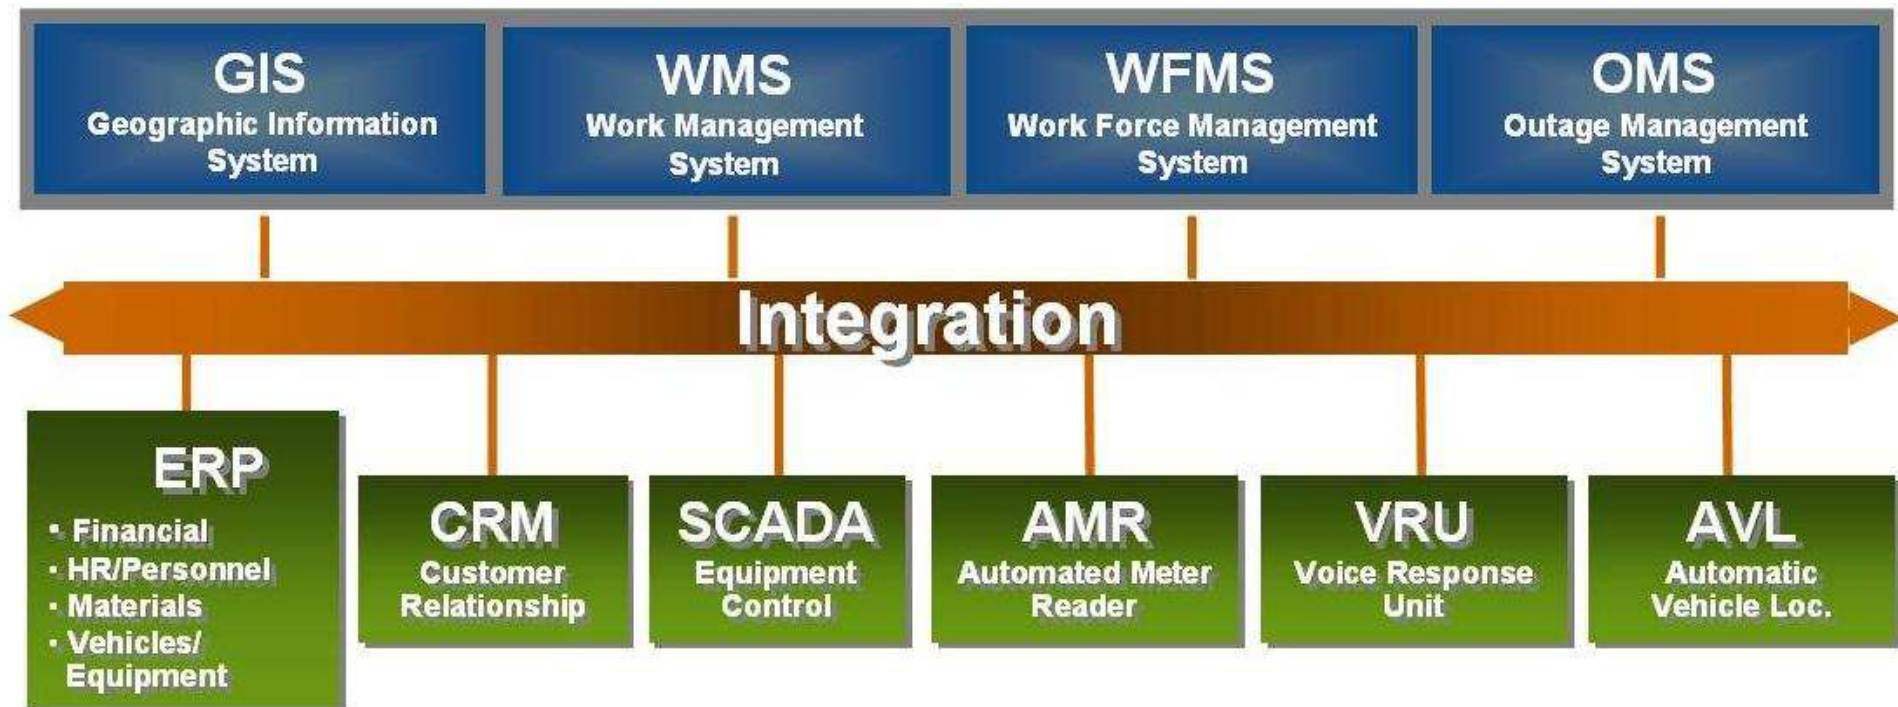 GIS
Geographic Information
System
WMS
Work Management
System
WFMS
Work Force Management
System
OMS
Outage Management
System
Integration
ERP
• Financial
• HR/Personnel
• Materials
• Vehicles/
Equipment
CRM
Customer
Relationship
SCADA
Equipment
Control
AMR
Automated Meter
Reader
VRU
Voice Response
Unit
AVL
Automatic
Vehicle Loc.